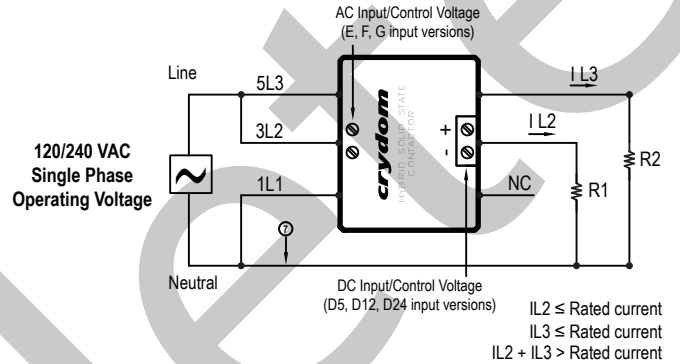 AC Input/Control Voltage
(E, F, G input versions)
Line
5L3
3L2
1L1
120/240 VAC
Single Phase
Operating Voltage
Neutral
7
crydom
HYBRID SOLID STATE
CONTACTOR
+
-
I L3
I L2
NC
R1
R2
DC Input/Control Voltage
(D5, D12, D24 input versions)
IL2 ≤ Rated current
IL3 ≤ Rated current
IL2 + IL3 > Rated current